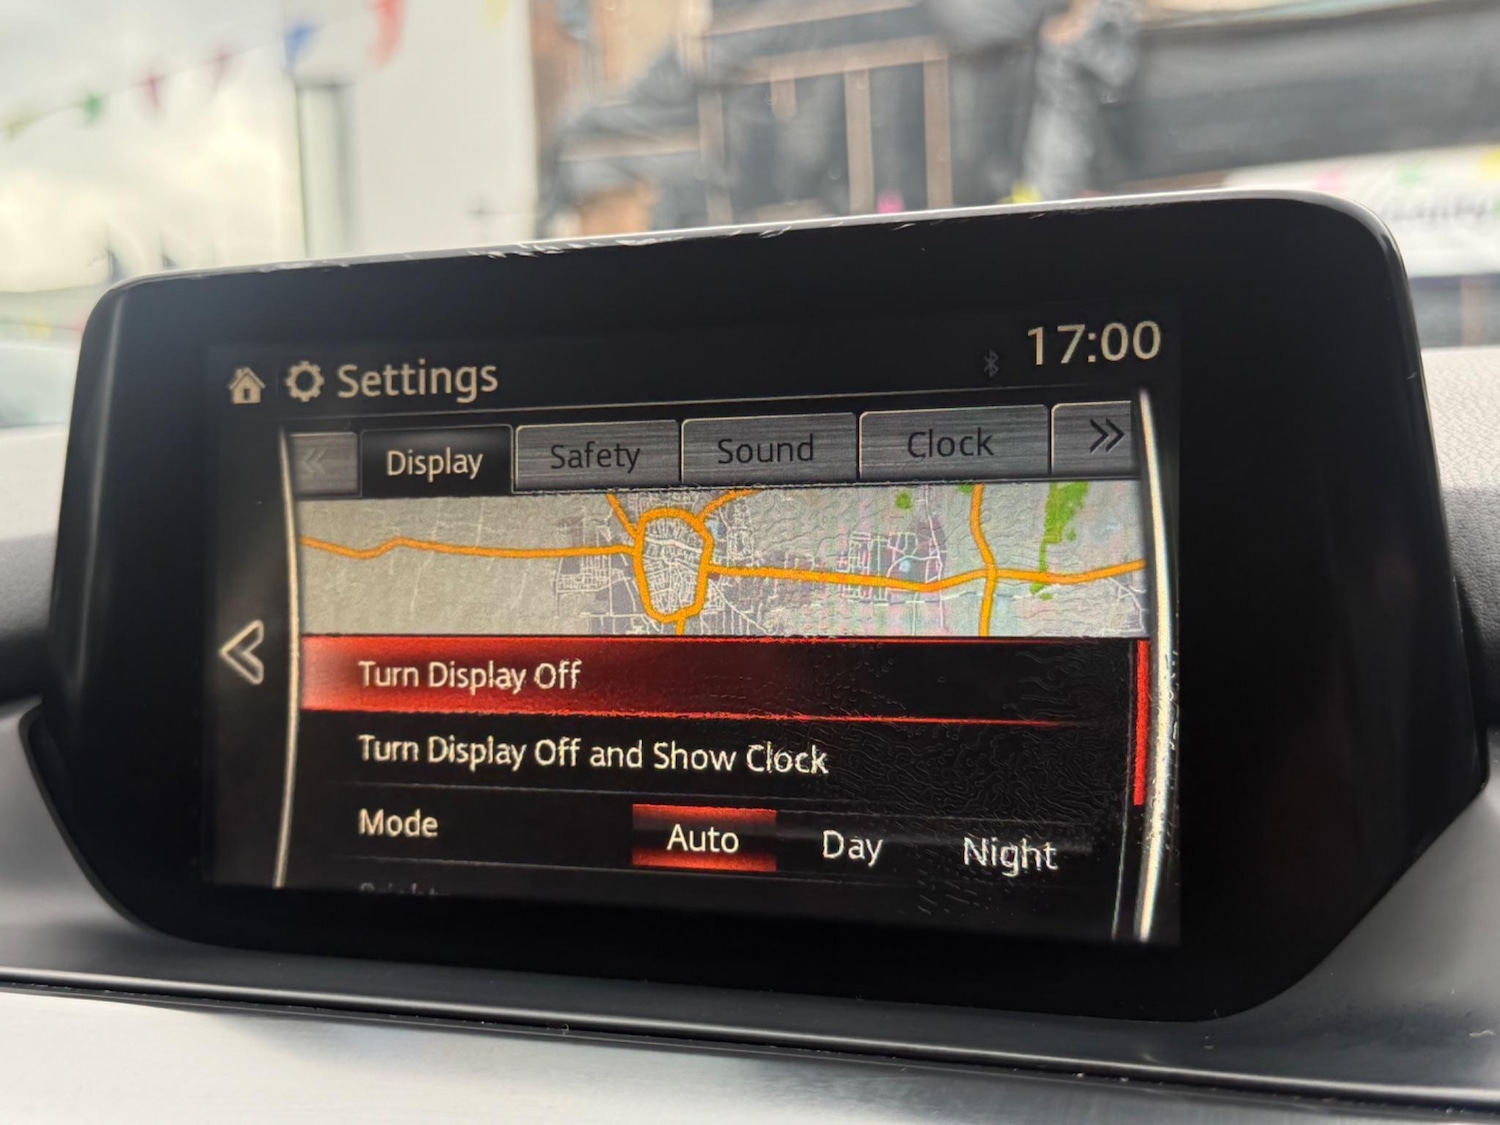 Settings
17:00
Display
Safety
Sound
Clock
Turn Display Off
Turn Display Off and Show Clock
Mode
Auto
Day
Night